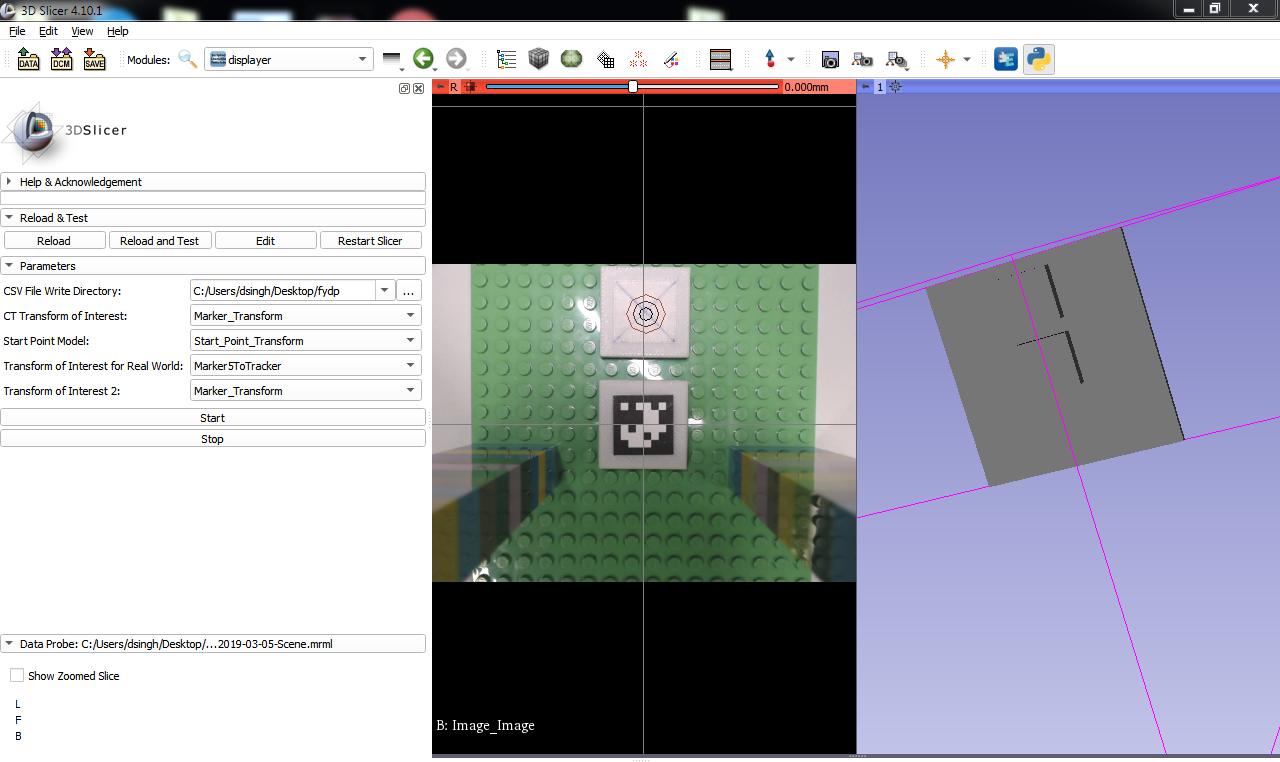 3D Slicer 4.10.1
File Edit View Help
DATA DCM SAVE Modules: displayer
R 0.000mm 1
3DSlicer
Help & Acknowledgement
Reload & Test
Reload Reload and Test Edit Restart Slicer
Parameters
CSV File Write Directory: C:/Users/dsingh/Desktop/fydp ...
CT Transform of Interest: Marker_Transform
Start Point Model: Start_Point_Transform
Transform of Interest for Real World: Marker5ToTracker
Transform of Interest 2: Marker_Transform
Start
Stop
Data Probe: C:/Users/dsingh/Desktop/...2019-03-05-Scene.mrml
Show Zoomed Slice
L
F
B
B: Image_Image